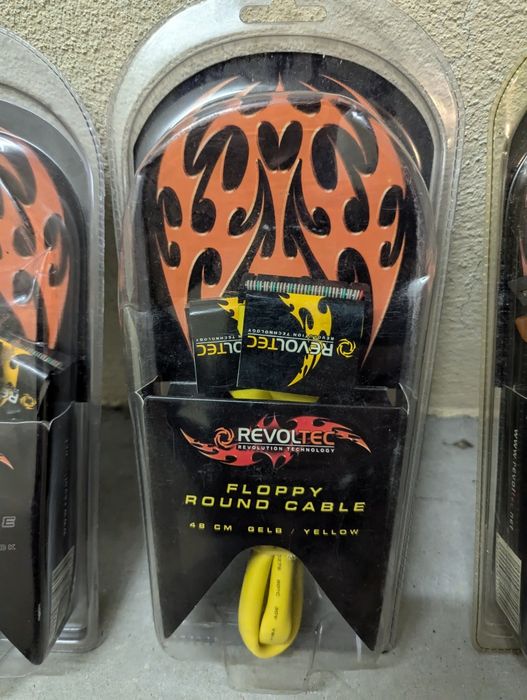 REVOLTEC
REVOLUTION TECHNOLOGY
REVOLTEC
REVOLTEC
REVOLUTION TECHNOLOGY
FLOPPY
ROUND CABLE
48 CM GELB / YELLOW